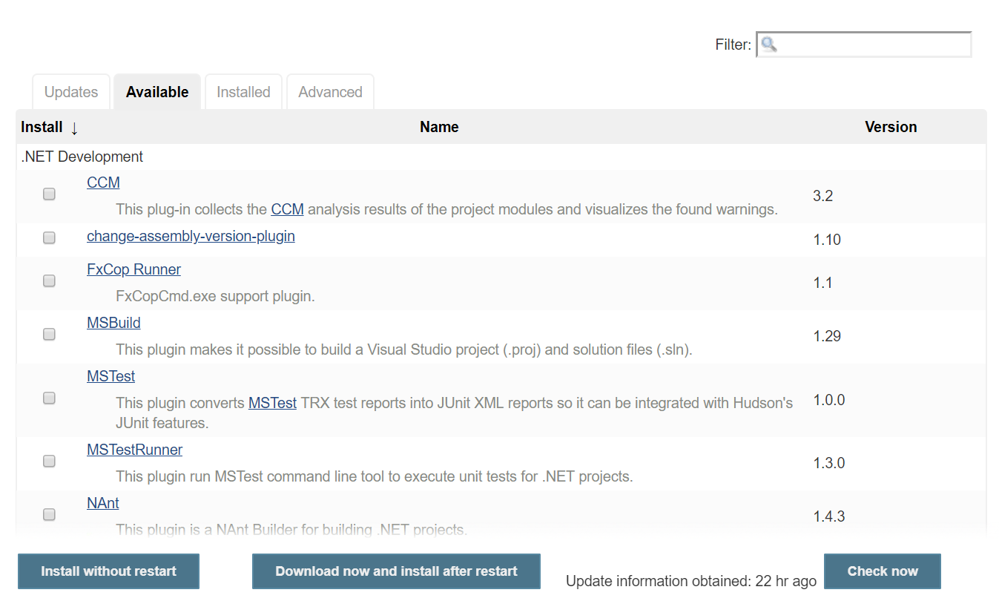 Filter:
Updates Available Installed Advanced
Install ↓ Name Version
.NET Development
CCM
This plug-in collects the CCM analysis results of the project modules and visualizes the found warnings.
3.2
change-assembly-version-plugin
1.10
FxCop Runner
FxCopCmd.exe support plugin.
1.1
MSBuild
This plugin makes it possible to build a Visual Studio project (.proj) and solution files (.sln).
1.29
MSTest
This plugin converts MSTest TRX test reports into JUnit XML reports so it can be integrated with Hudson's
JUnit features.
1.0.0
MSTestRunner
This plugin run MSTest command line tool to execute unit tests for .NET projects.
1.3.0
NAnt
This plugin is a NAnt Builder for building .NET projects.
1.4.3
Install without restart Download now and install after restart Update information obtained: 22 hr ago Check now